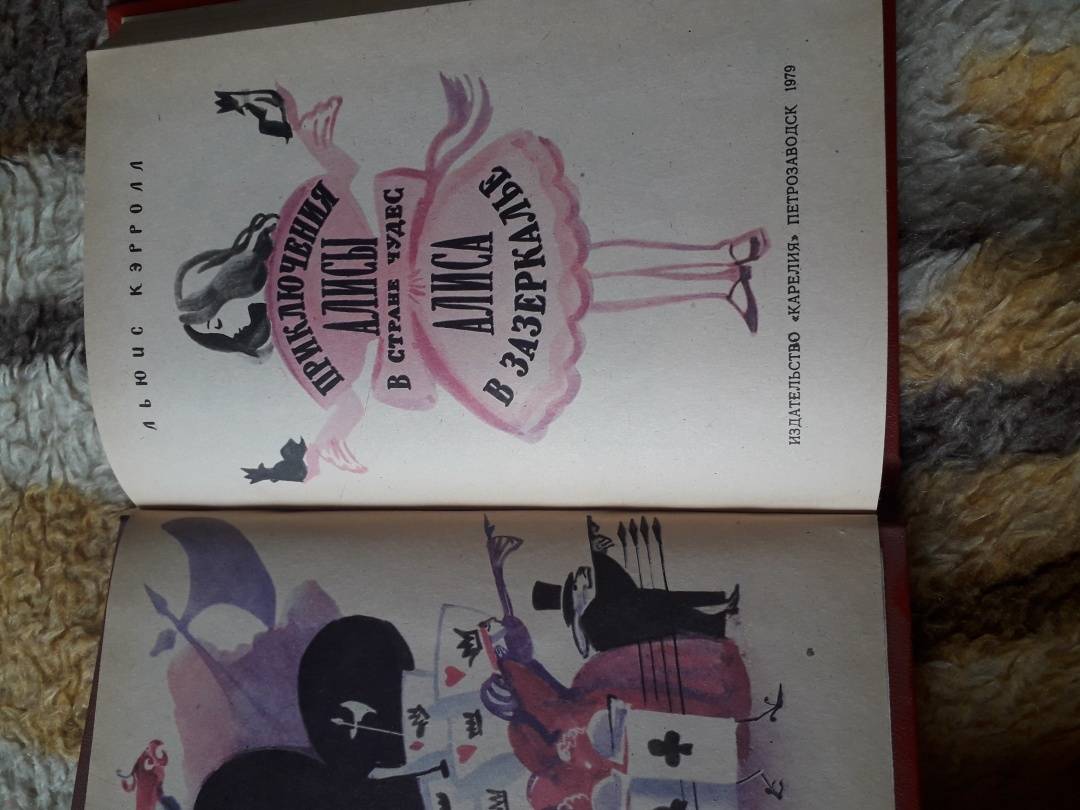 Льюис Кэрролл
ПРИКЛЮЧЕНИЯ
АЛИСЫ
В СТРАНЕ ЧУДЕС
АЛИСА
В ЗАЗЕРКАЛЬЕ
ИЗДАТЕЛЬСТВО «КАРЕЛИЯ» ПЕТРОЗАВОДСК 1979